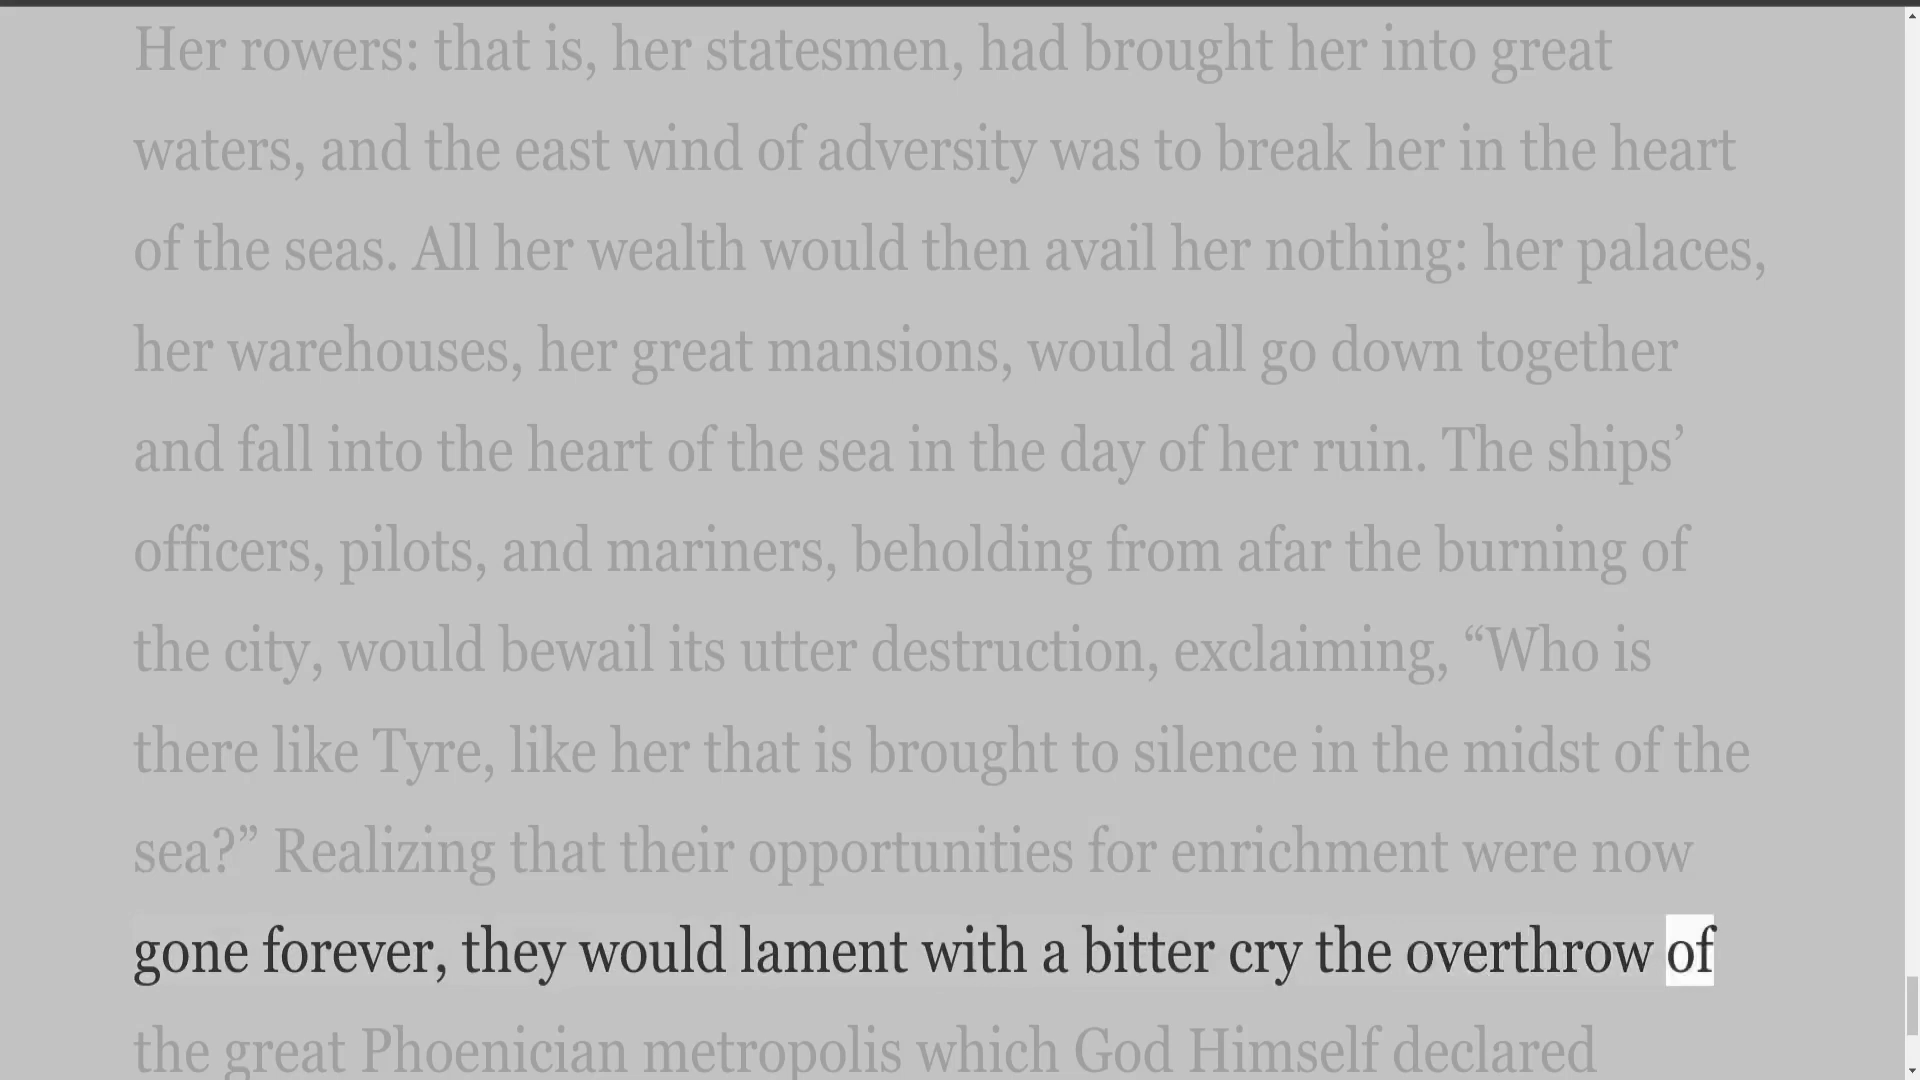 Her rowers: that is, her statesmen, had brought her into great
waters, and the east wind of adversity was to break her in the heart
of the seas. All her wealth would then avail her nothing: her palaces,
her warehouses, her great mansions, would all go down together
and fall into the heart of the sea in the day of her ruin. The ships’
officers, pilots, and mariners, beholding from afar the burning of
the city, would bewail its utter destruction, exclaiming, “Who is
there like Tyre, like her that is brought to silence in the midst of the
sea?” Realizing that their opportunities for enrichment were now
gone forever, they would lament with a bitter cry the overthrow of
the great Phoenician metropolis which God Himself declared